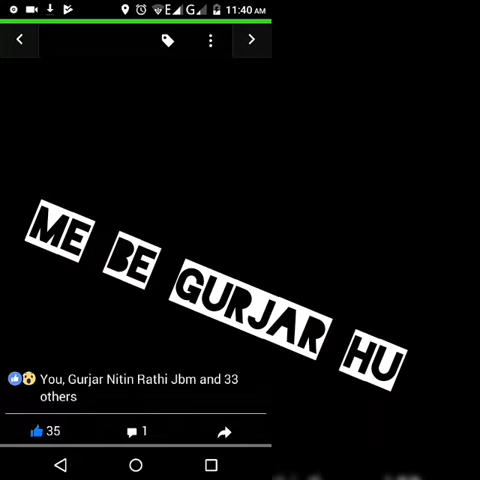 E G 11:40 AM
ME BE GURJAR HU
You, Gurjar Nitin Rathi Jbm and 33
others
35 1